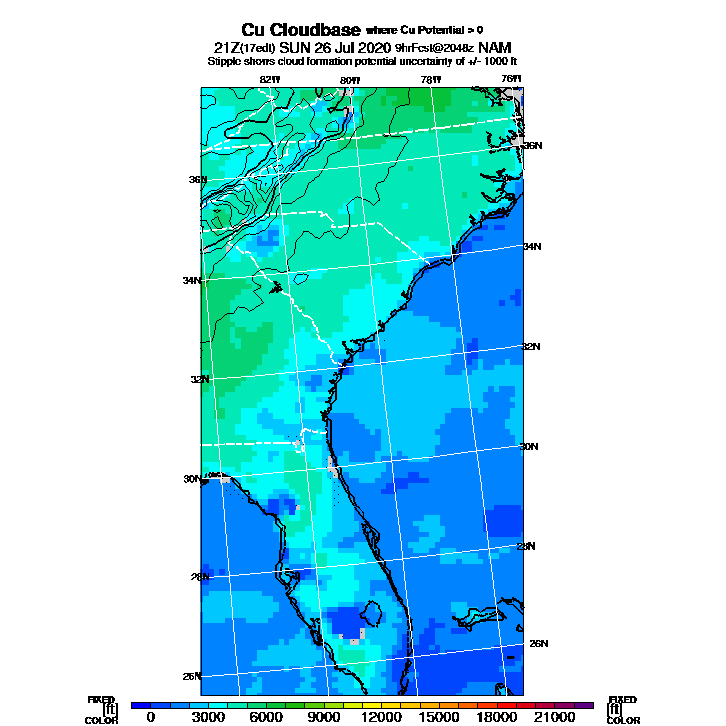 Cu Cloudbase where Cu Potential > 0
21Z(17edt) SUN 26 Jul 2020 9hrFcst@2048z NAM
Stipple shows cloud formation potential uncertainty of +/- 1000 ft
82W 80W 78W 76W
36N
36N
34N
34N
32N
32N
30N
30N
28N
28N
26N
26N
FIXED FIXED
[ft] [ft]
COLOR COLOR
0 3000 6000 9000 12000 15000 18000 21000